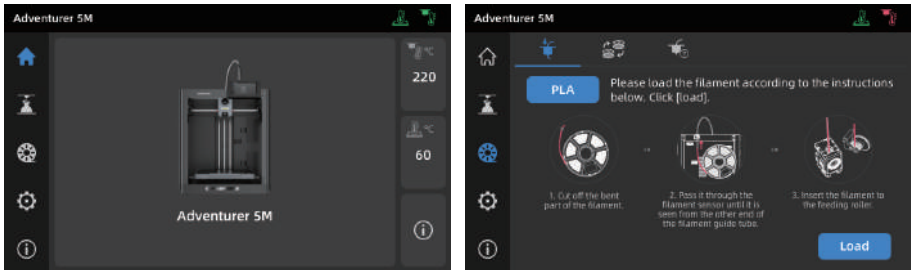 Adventurer 5M
°C
220
°C
60
Adventurer 5M
Adventurer 5M
PLA
Please load the filament according to the instructions
below. Click [load].
1. Cut off the bent
part of the filament.
2. Pass it through the
filament sensor until it is
seen from the other end of
the filament guide tube.
3. Insert the filament to
the feeding roller.
Load